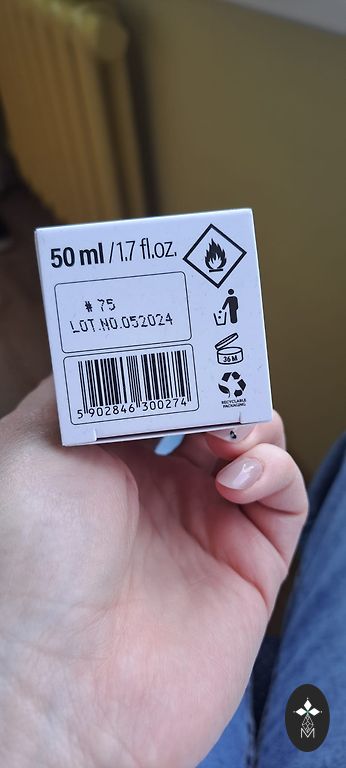 50 ml / 1.7 fl.oz.
# 75
LOT.NO.052024
36 M
5 902846 300274
RECYCLABLE
PACKAGING
M